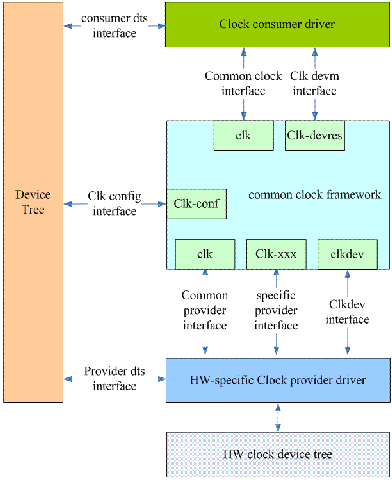 consumer dts
interface
Clock consumer driver
Common clock
interface
Clk devm
interface
clk
Clk-devres
Device
Tree
Clk config
interface
Clk-conf
common clock framework
clk
Clk-xxx
clkdev
Common
provider
interface
specific
provider
interface
Clkdev
interface
Provider dts
interface
HW-specific Clock provider driver
HW clock device tree